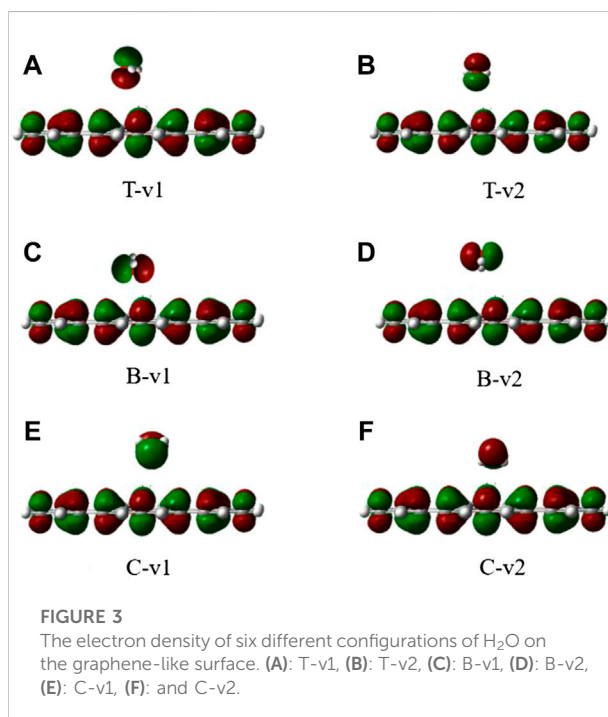 A
B
T-v1
T-v2
C
D
B-v1
B-v2
E
F
C-v1
C-v2
FIGURE 3
The electron density of six different configurations of H₂O on
the graphene-like surface. (A): T-v1, (B): T-v2, (C): B-v1, (D): B-v2,
(E): C-v1, (F): and C-v2.